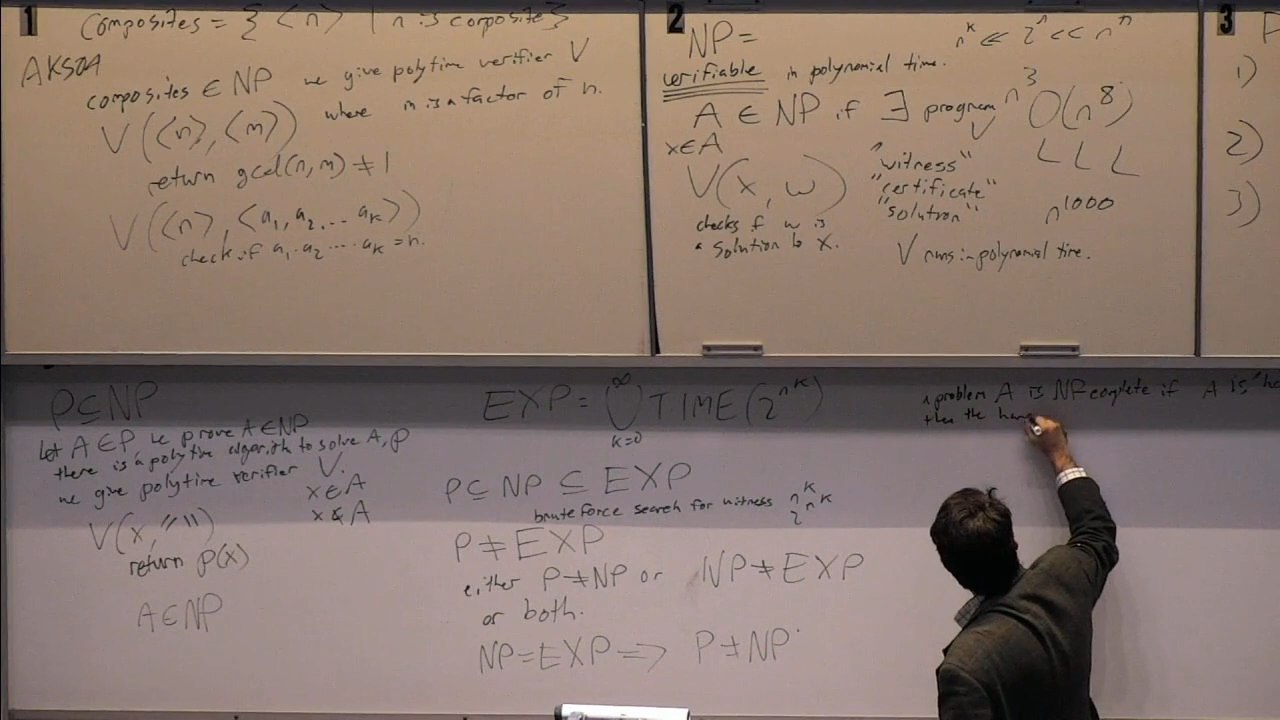 1
Composites = { ⟨n⟩ | n is composite }
AKS04
composites ∈ NP we give polytime verifier V
where m is a factor of n.
V(⟨n⟩, ⟨m⟩)
return gcd(n, m) ≠ 1
V(⟨n⟩, ⟨a₁, a₂ ... aₖ⟩)
check if a₁ · a₂ ···· aₖ = n.
2
NP =
n^k << 2^n << n^n
verifiable in polynomial time.
A ∈ NP if ∃ program V
n^3 O(n^8)
x ∈ A
V(x, w)
checks if w is
a solution to x.
"witness"
"certificate"
"solution"
L L L
n^1000
V runs in polynomial time.
3
1)
2)
3)
P ⊆ NP
Let A ∈ P, we prove A ∈ NP
there is a polytime algorithm to solve A, P
we give polytime verifier V.
x ∈ A
x ∉ A
V(x, "")
return P(x)
A ∈ NP
EXP = ⋃_{k=0}^{∞} TIME(2^{n^k})
P ⊆ NP ⊆ EXP
brute force search for witness n^k 2^{n^k}
P ≠ EXP
either P ≠ NP or NP ≠ EXP
or both.
NP = EXP ⟹ P ≠ NP
A problem A is NP complete if A is
than the